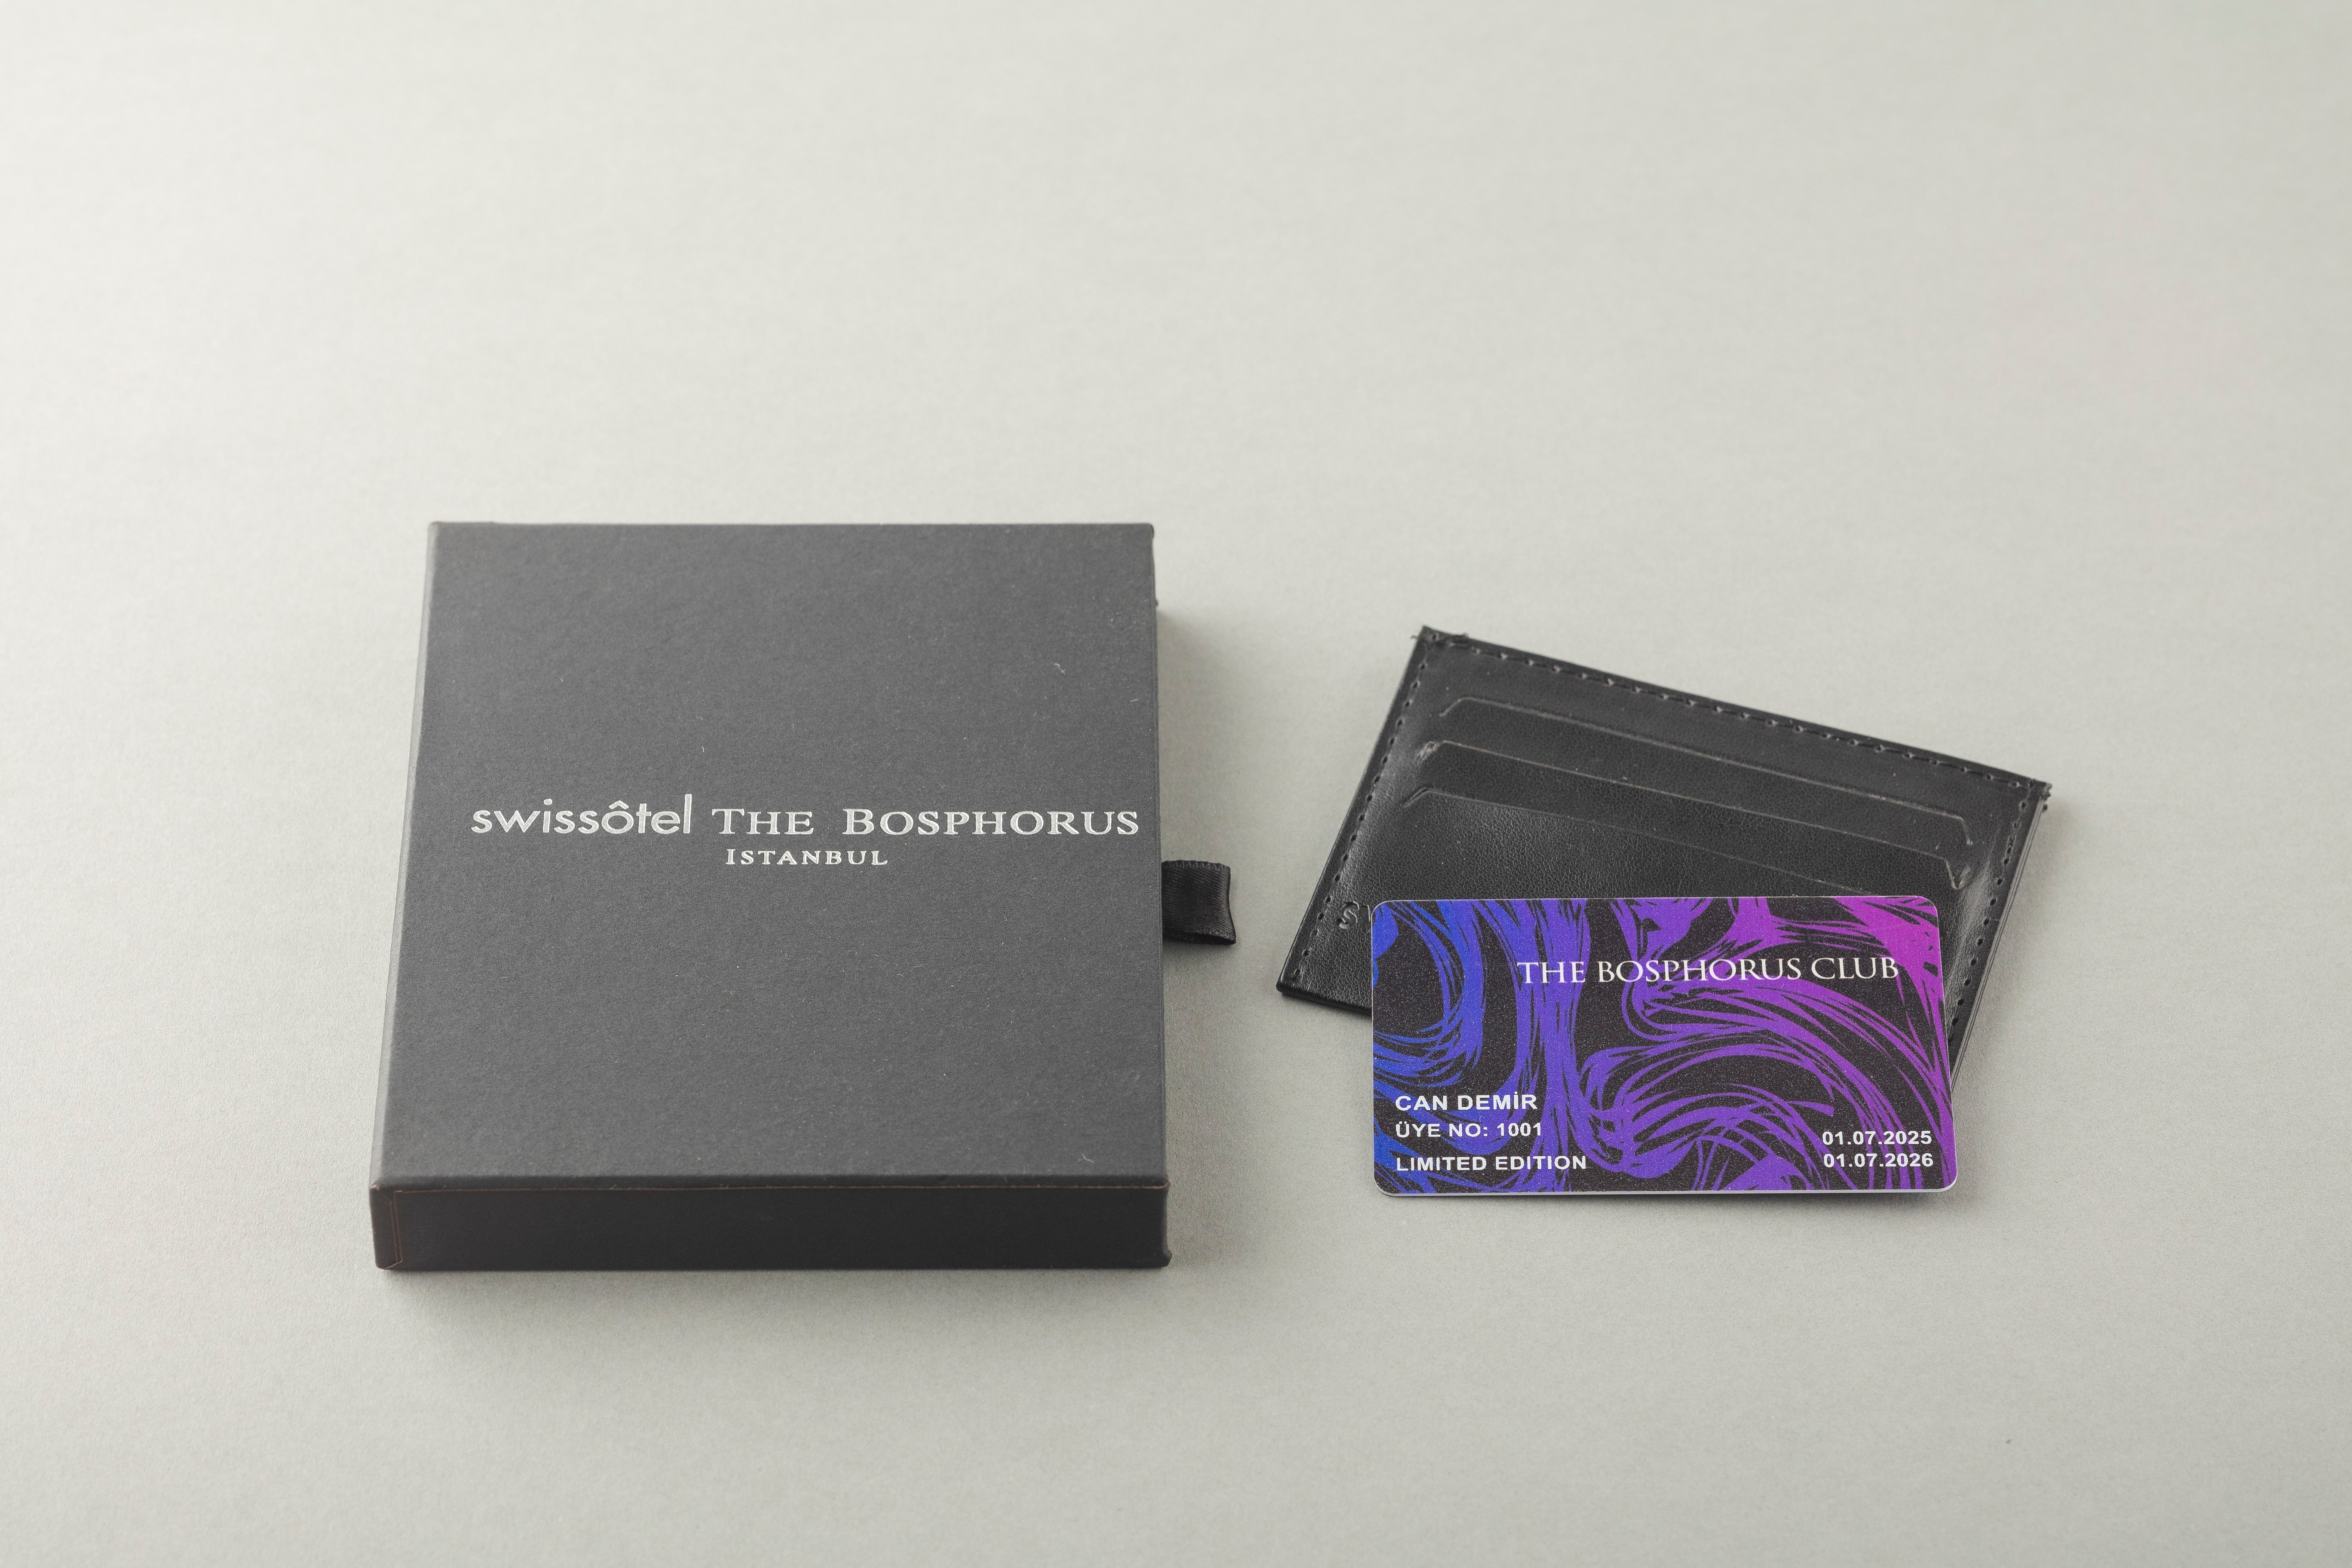 swissôtel THE BOSPHORUS
ISTANBUL
THE BOSPHORUS CLUB
CAN DEMİR
ÜYE NO: 1001
LIMITED EDITION
01.07.2025
01.07.2026